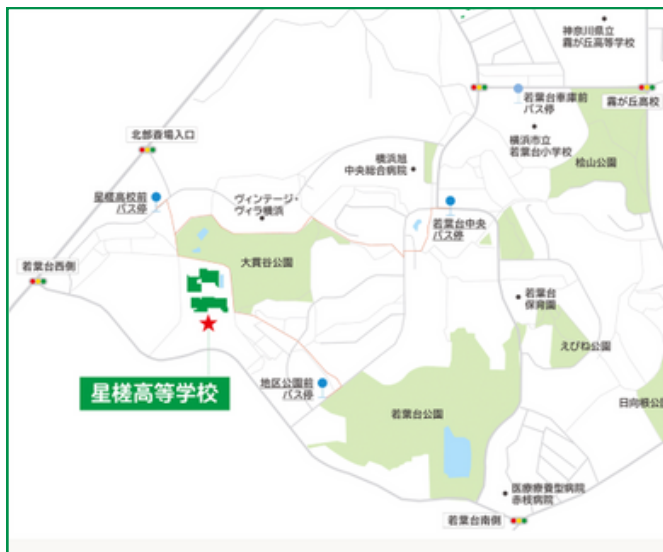 神奈川県立
霧が丘高等学校
若葉台車庫前
バス停
霧が丘高校
北部斎場入口
横浜市立
若葉台小学校
横浜旭
中央総合病院
桧山公園
星槎高校前
バス停
ヴィンテージ・
ヴィラ横浜
若葉台中央
バス停
大貫谷公園
若葉台西側
若葉台
保育園
えびね公園
星槎高等学校
地区公園前
バス停
若葉台公園
日向根公
医療療養型病院
赤枝病院
若葉台南側